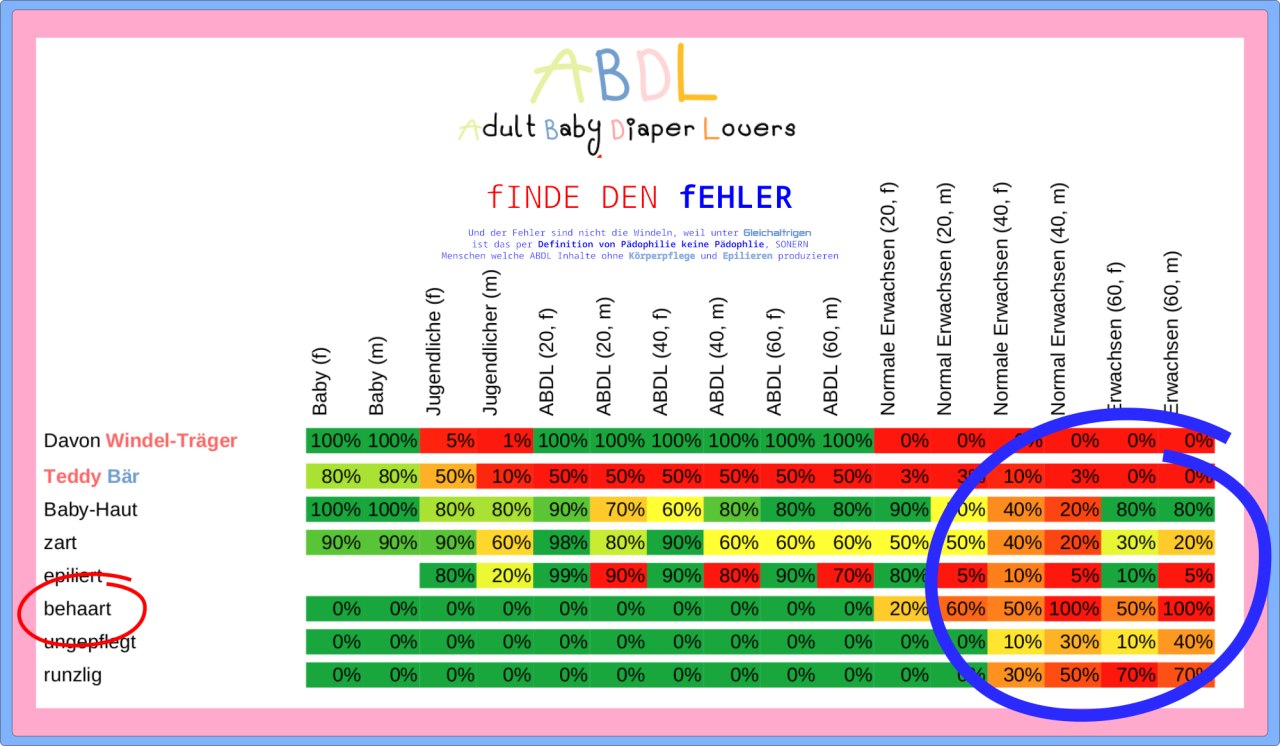 ABDL
Adult Baby Diaper Lovers
fINDE DEN fEHLER
Und der Fehler sind nicht die Windeln, weil unter Gleichaltrigen
ist das per Definition von Pädophilie keine Pädophlie, SONERN
Menschen welche ABDL Inhalte ohne Körperpflege und Epilieren produzieren
Baby (f)
Baby (m)
Jugendliche (f)
Jugendlicher (m)
ABDL (20, f)
ABDL (20, m)
ABDL (40, f)
ABDL (40, m)
ABDL (60, f)
ABDL (60, m)
Normale Erwachsen (20, f)
Normal Erwachsen (20, m)
Normale Erwachsen (40, f)
Normal Erwachsen (40, m)
Erwachsen (60, f)
Erwachsen (60, m)
Davon Windel-Träger 100% 100% 5% 1% 100% 100% 100% 100% 100% 100% 0% 0% 0% 0% 0% 0%
Teddy Bär 80% 80% 50% 10% 50% 50% 50% 50% 50% 50% 3% 3% 10% 3% 0% 0%
Baby-Haut 100% 100% 80% 80% 90% 70% 60% 80% 80% 80% 90% 40% 20% 80% 80%
zart 90% 90% 90% 60% 98% 80% 90% 60% 60% 60% 50% 50% 40% 20% 30% 20%
epiliert 80% 20% 99% 90% 90% 80% 90% 70% 80% 5% 10% 5% 10% 5%
behaart 0% 0% 0% 0% 0% 0% 0% 0% 0% 0% 20% 60% 50% 100% 50% 100%
ungepflegt 0% 0% 0% 0% 0% 0% 0% 0% 0% 0% 0% 0% 10% 30% 10% 40%
runzlig 0% 0% 0% 0% 0% 0% 0% 0% 0% 0% 0% 0% 30% 50% 70% 70%